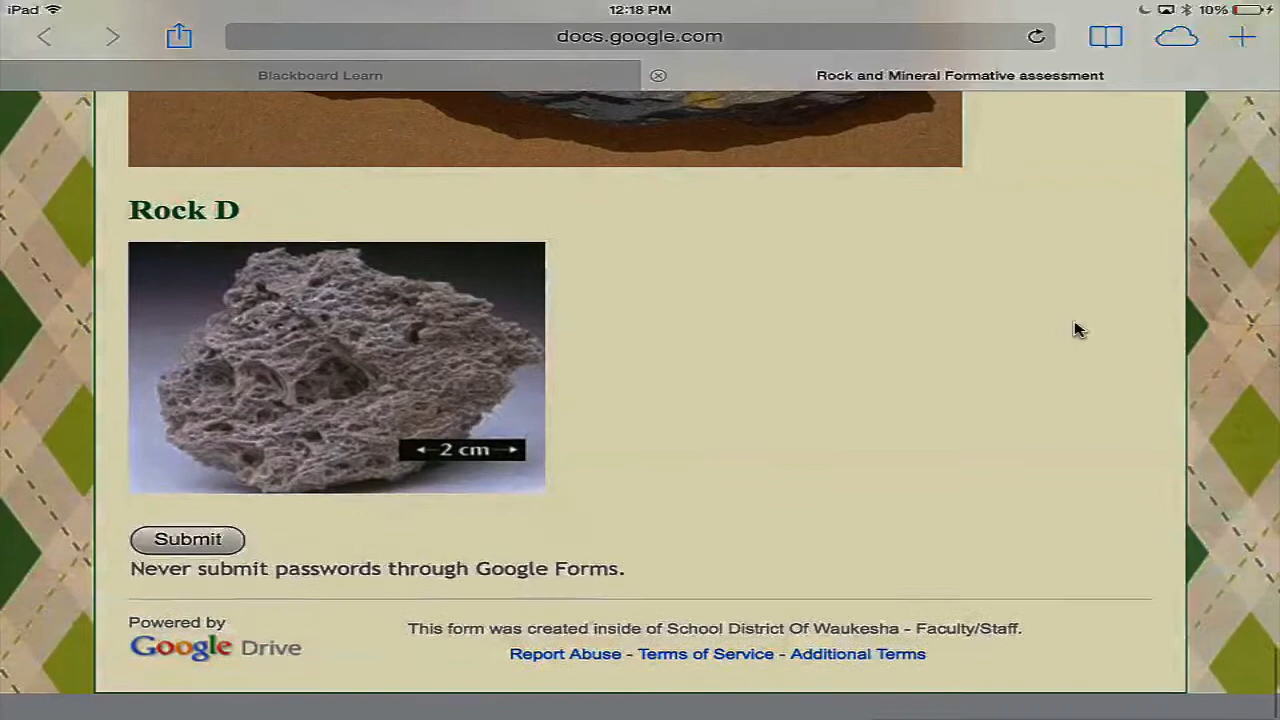 iPad 12:18 PM 10%
docs.google.com
Blackboard Learn Rock and Mineral Formative assessment
Rock D
2 cm
Submit
Never submit passwords through Google Forms.
Powered by
Google Drive
This form was created inside of School District Of Waukesha - Faculty/Staff.
Report Abuse - Terms of Service - Additional Terms